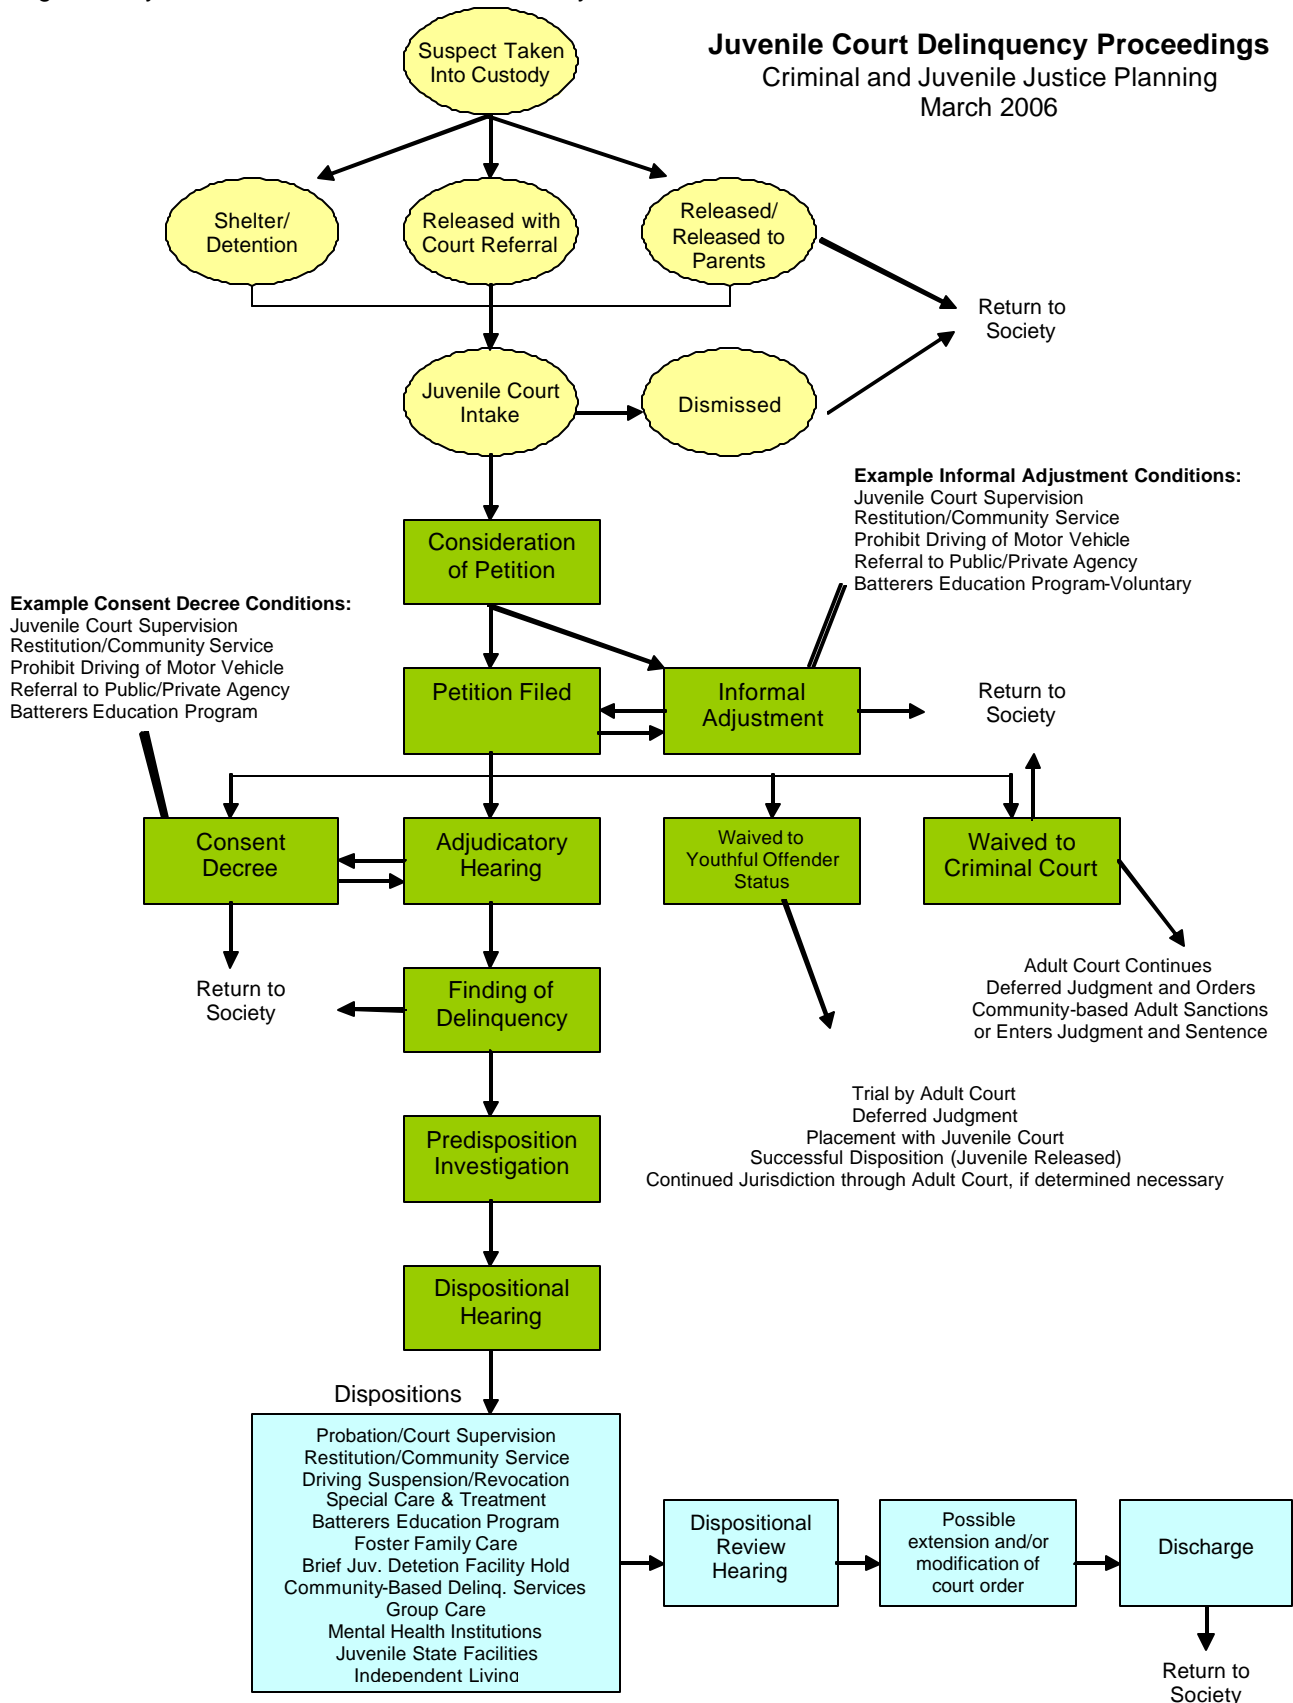 Suspect Taken
Into Custody
Juvenile Court Delinquency Proceedings
Criminal and Juvenile Justice Planning
March 2006
Shelter/
Detention
Released with
Court Referral
Released/
Released to
Parents
Return to
Society
Juvenile Court
Intake
Dismissed
Example Informal Adjustment Conditions:
Juvenile Court Supervision
Restitution/Community Service
Prohibit Driving of Motor Vehicle
Referral to Public/Private Agency
Batterers Education Program-Voluntary
Consideration
of Petition
Example Consent Decree Conditions:
Juvenile Court Supervision
Restitution/Community Service
Prohibit Driving of Motor Vehicle
Referral to Public/Private Agency
Batterers Education Program
Petition Filed
Informal
Adjustment
Return to
Society
Consent
Decree
Adjudicatory
Hearing
Waived to
Youthful Offender
Status
Waived to
Criminal Court
Return to
Society
Finding of
Delinquency
Adult Court Continues
Deferred Judgment and Orders
Community-based Adult Sanctions
or Enters Judgment and Sentence
Trial by Adult Court
Deferred Judgment
Placement with Juvenile Court
Successful Disposition (Juvenile Released)
Continued Jurisdiction through Adult Court, if determined necessary
Predisposition
Investigation
Dispositional
Hearing
Dispositions
Probation/Court Supervision
Restitution/Community Service
Driving Suspension/Revocation
Special Care & Treatment
Batterers Education Program
Foster Family Care
Brief Juv. Detetion Facility Hold
Community-Based Delinq. Services
Group Care
Mental Health Institutions
Juvenile State Facilities
Independent Living
Dispositional
Review
Hearing
Possible
extension and/or
modification of
court order
Discharge
Return to
Society